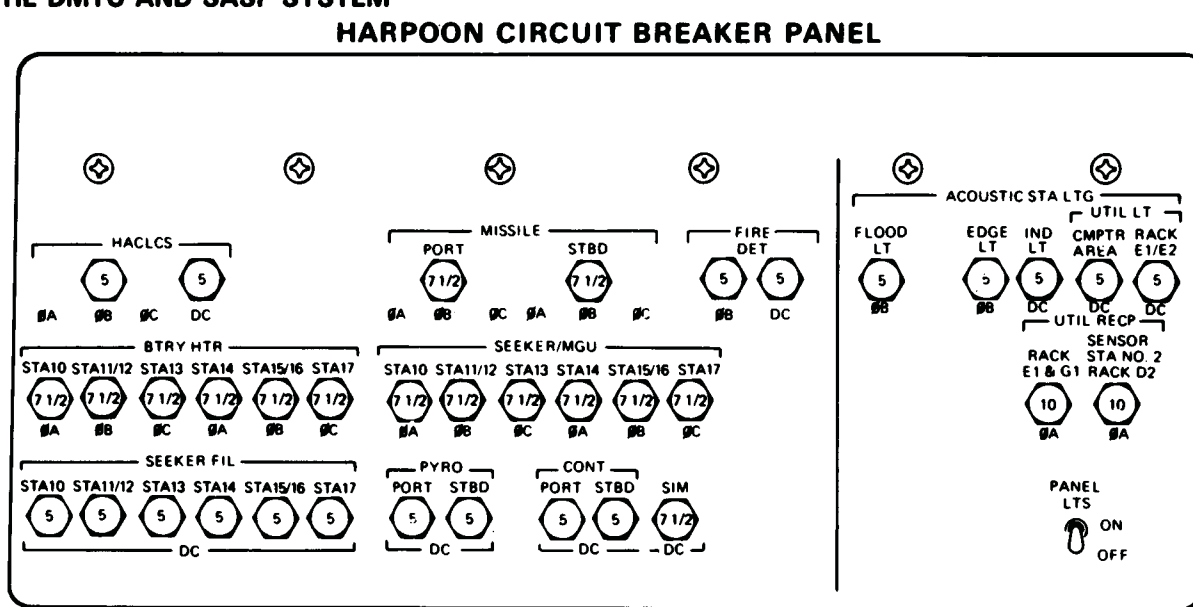 THE DMTU AND SASP SYSTEM
HARPOON CIRCUIT BREAKER PANEL
HACLCS
5 5
ØA ØB ØC DC
MISSILE
PORT STBD
7 1/2 7 1/2
ØA ØB ØC ØA ØB ØC
FIRE
DET
5 5
ØB DC
ACOUSTIC STA LTG
UTIL LT
FLOOD
LT
EDGE
LT
IND
LT
CMPTR
AREA
RACK
E1/E2
5 5 5 5 5
ØB ØB DC DC DC
BTRY HTR
STA10 STA11/12 STA13 STA14 STA15/16 STA17
7 1/2 7 1/2 7 1/2 7 1/2 7 1/2 7 1/2
ØA ØB ØC ØA ØB ØC
SEEKER/MGU
STA10 STA11/12 STA13 STA14 STA15/16 STA17
7 1/2 7 1/2 7 1/2 7 1/2 7 1/2 7 1/2
ØA ØB ØC ØA ØB ØC
UTIL RECP
RACK
E1 & G1
SENSOR
STA NO. 2
RACK D2
10 10
ØA ØA
SEEKER FIL
STA10 STA11/12 STA13 STA14 STA15/16 STA17
5 5 5 5 5 5
DC
PYRO
PORT STBD
5 5
DC
CONT
PORT STBD SIM
5 5 7 1/2
DC DC
PANEL
LTS
ON
OFF